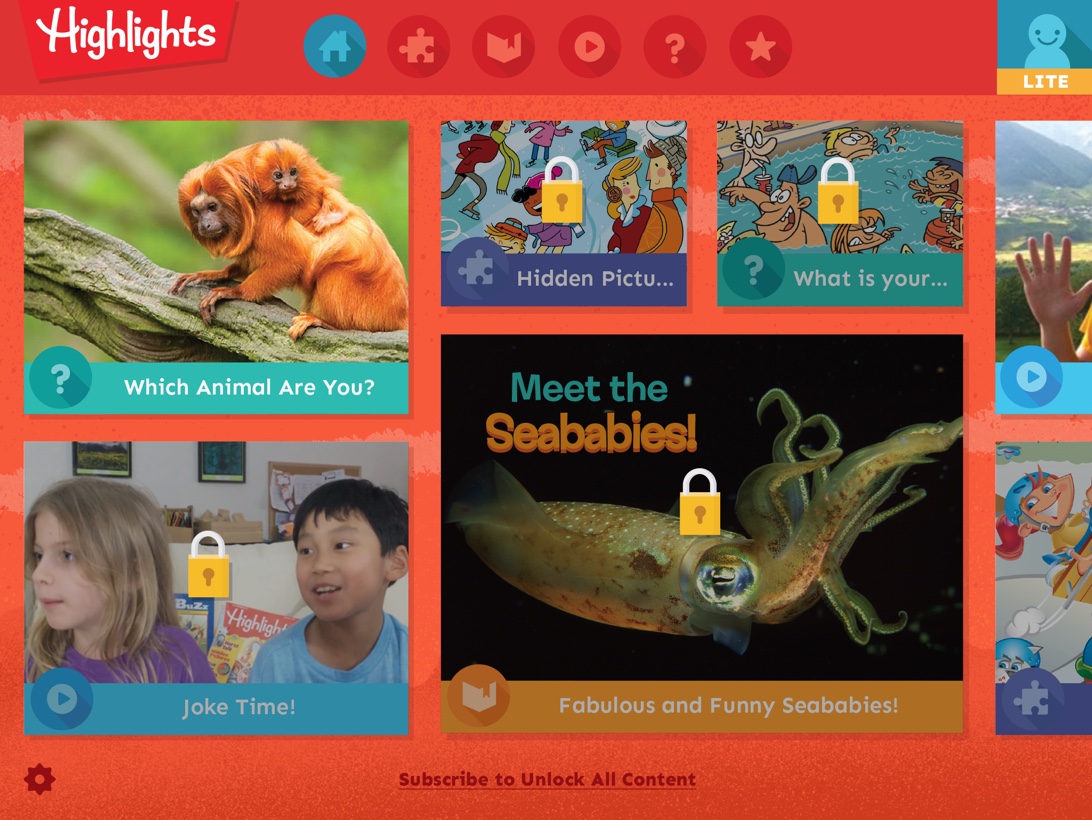 Highlights
LITE
Hidden Pictu...
What is your...
Which Animal Are You?
Meet the
Seababies!
BUZZ
Highlights
Joke Time!
Fabulous and Funny Seababies!
Subscribe to Unlock All Content